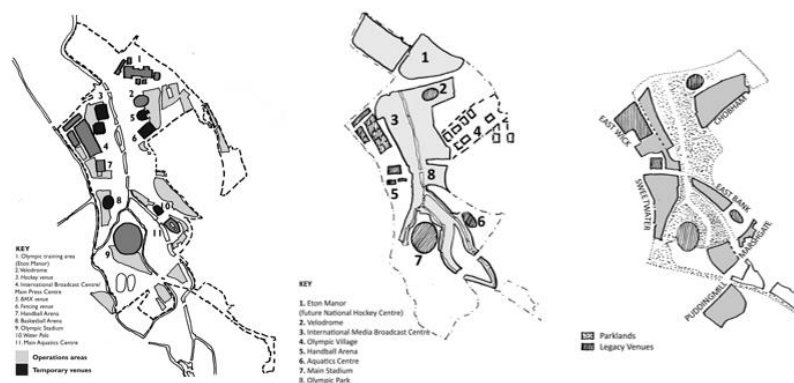 1
2
3
5
4
6
7
8
10
11
9
KEY
1. Olympic training area
(Eton Manor)
2. Velodrome
3. Hockey venue
4. International Broadcast Centre/
Main Press Centre
5. BMX venue
6. Fencing venue
7. Handball Arena
8. Basketball Arena
9. Olympic Stadium
10 Water Polo
11. Main Aquatics Centre
Operations areas
Temporary venues
1
2
3
4
8
5
6
7
KEY
1. Eton Manor
(future National Hockey Centre)
2. Velodrome
3. International Media Broadcast Centre
4. Olympic Village
5. Handball Arena
6. Aquatics Centre
7. Main Stadium
8. Olympic Park
CHOBHAM
EAST WICK
SWEETWATER
EAST BANK
MARSHGATE
PUDDINGMILL
Parklands
Legacy Venues